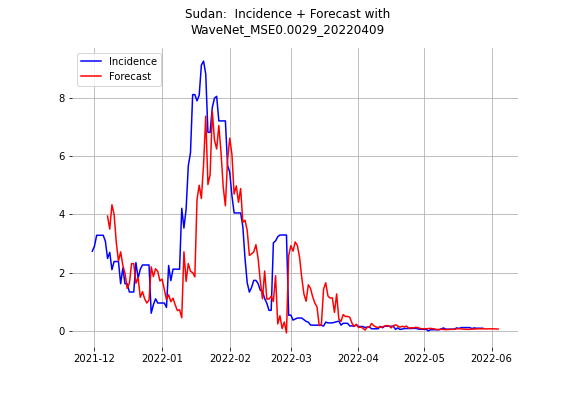 Sudan:  Incidence + Forecast with
WaveNet_MSE0.0029_20220409
Incidence
Forecast
8
6
4
2
0
2021-12 2022-01 2022-02 2022-03 2022-04 2022-05 2022-06